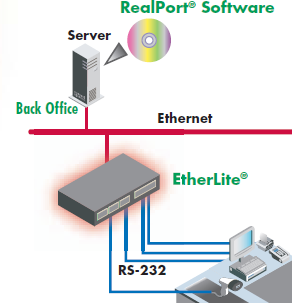 RealPort® Software
Server
Back Office
Ethernet
EtherLite®
RS-232